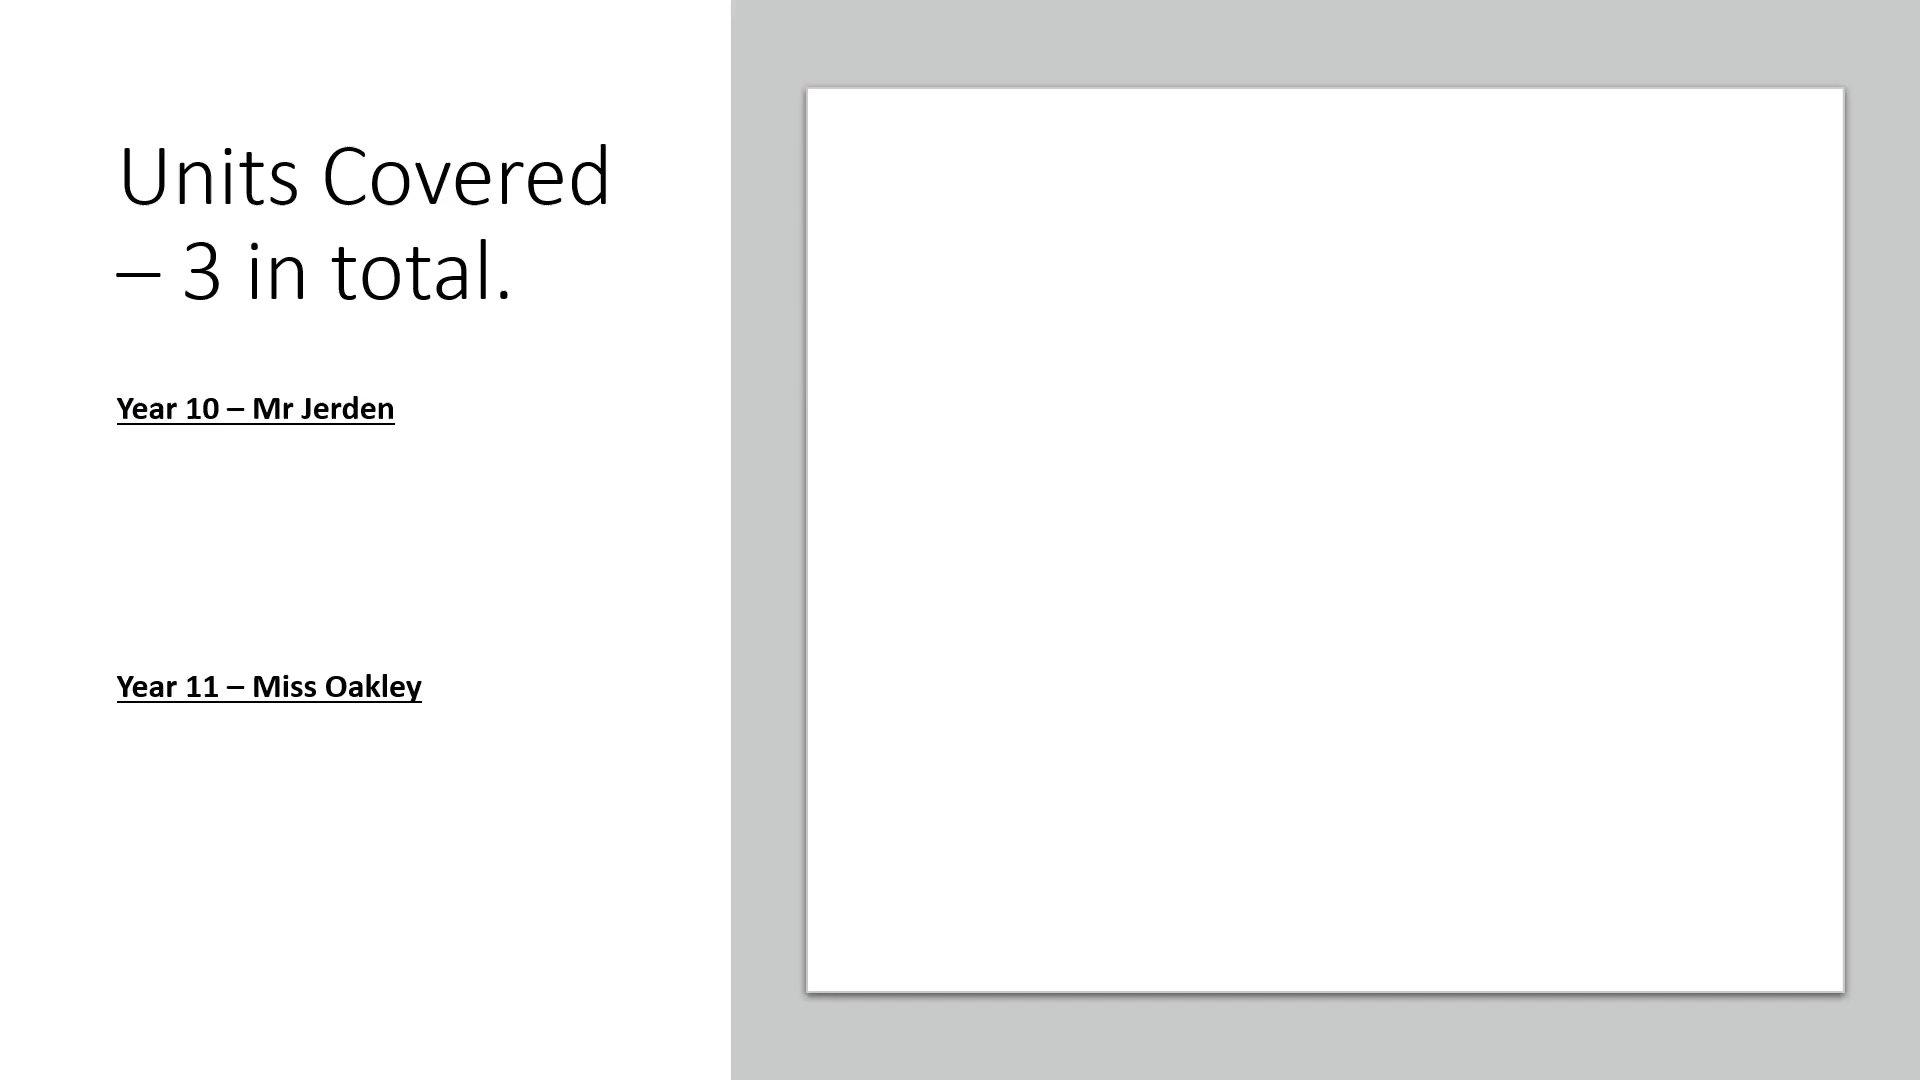 Units Covered
– 3 in total.
Year 10 – Mr Jerden
Year 11 – Miss Oakley